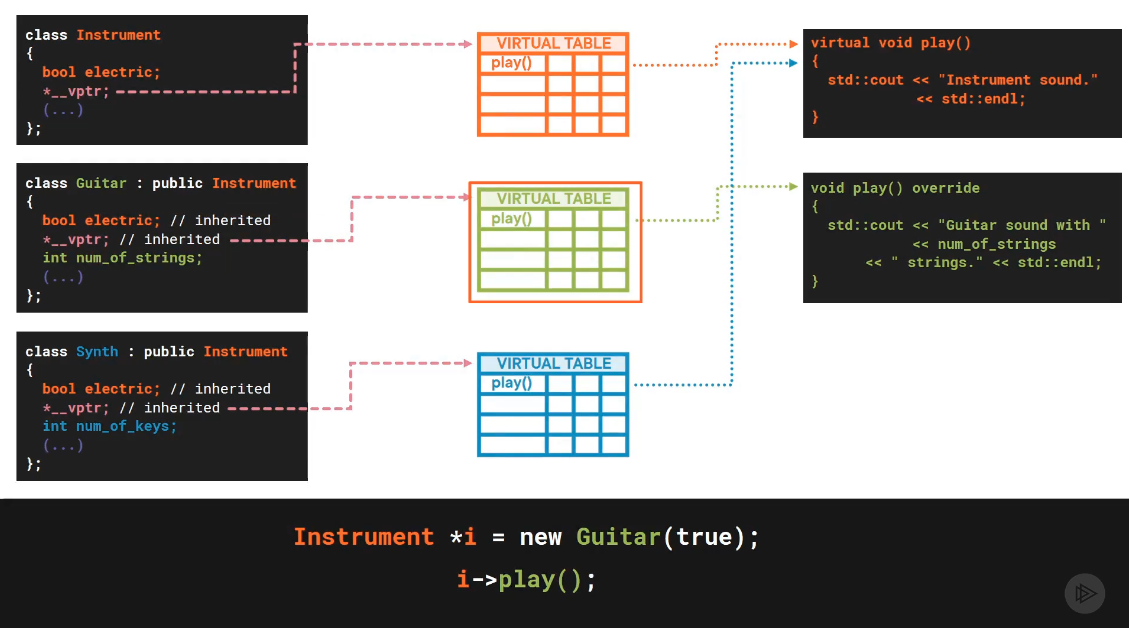 class Instrument
{
bool electric;
*__vptr;
(...)
};
VIRTUAL TABLE
play()
virtual void play()
{
std::cout << "Instrument sound."
<< std::endl;
}
class Guitar : public Instrument
{
bool electric; // inherited
*__vptr; // inherited
int num_of_strings;
(...)
};
VIRTUAL TABLE
play()
void play() override
{
std::cout << "Guitar sound with "
<< num_of_strings
<< " strings." << std::endl;
}
class Synth : public Instrument
{
bool electric; // inherited
*__vptr; // inherited
int num_of_keys;
(...)
};
VIRTUAL TABLE
play()
Instrument *i = new Guitar(true);
i->play();